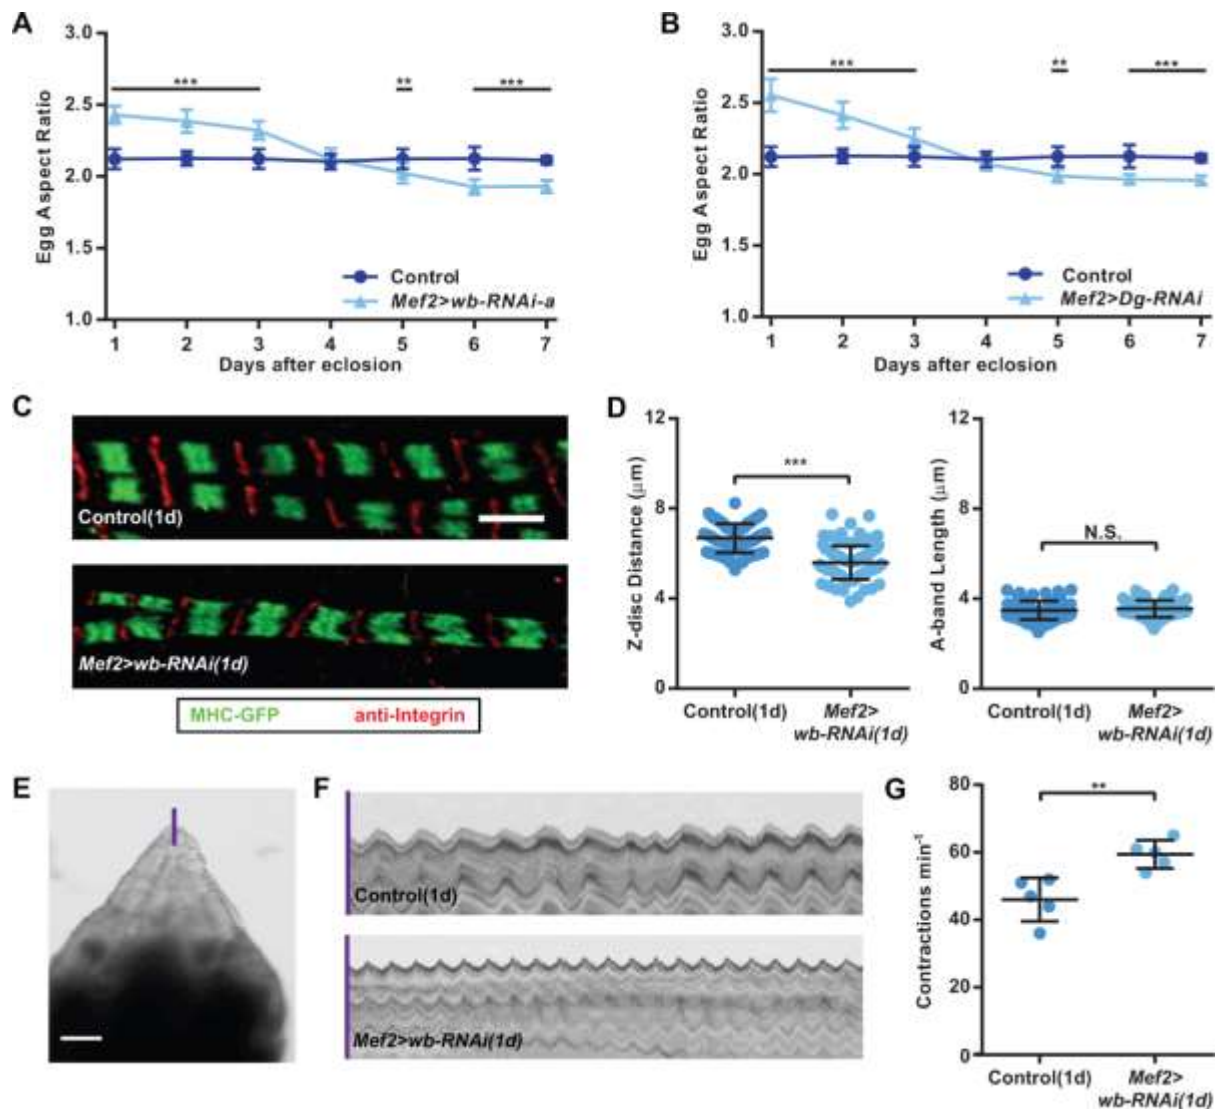 A
3.0
2.5
2.0
1.5
1.0
Egg Aspect Ratio
***
**
***
Control
Mef2>wb-RNAi-a
1 2 3 4 5 6 7
Days after eclosion
B
3.0
2.5
2.0
1.5
1.0
Egg Aspect Ratio
***
**
***
Control
Mef2>Dg-RNAi
1 2 3 4 5 6 7
Days after eclosion
C
Control(1d)
Mef2>wb-RNAi(1d)
MHC-GFP anti-Integrin
D
12
8
4
0
Z-disc Distance (μm)
***
Control(1d) Mef2>
wb-RNAi(1d)
12
8
4
0
A-band Length (μm)
N.S.
Control(1d) Mef2>
wb-RNAi(1d)
E
F
Control(1d)
Mef2>wb-RNAi(1d)
G
80
60
40
20
0
Contractions min⁻¹
**
Control(1d) Mef2>
wb-RNAi(1d)